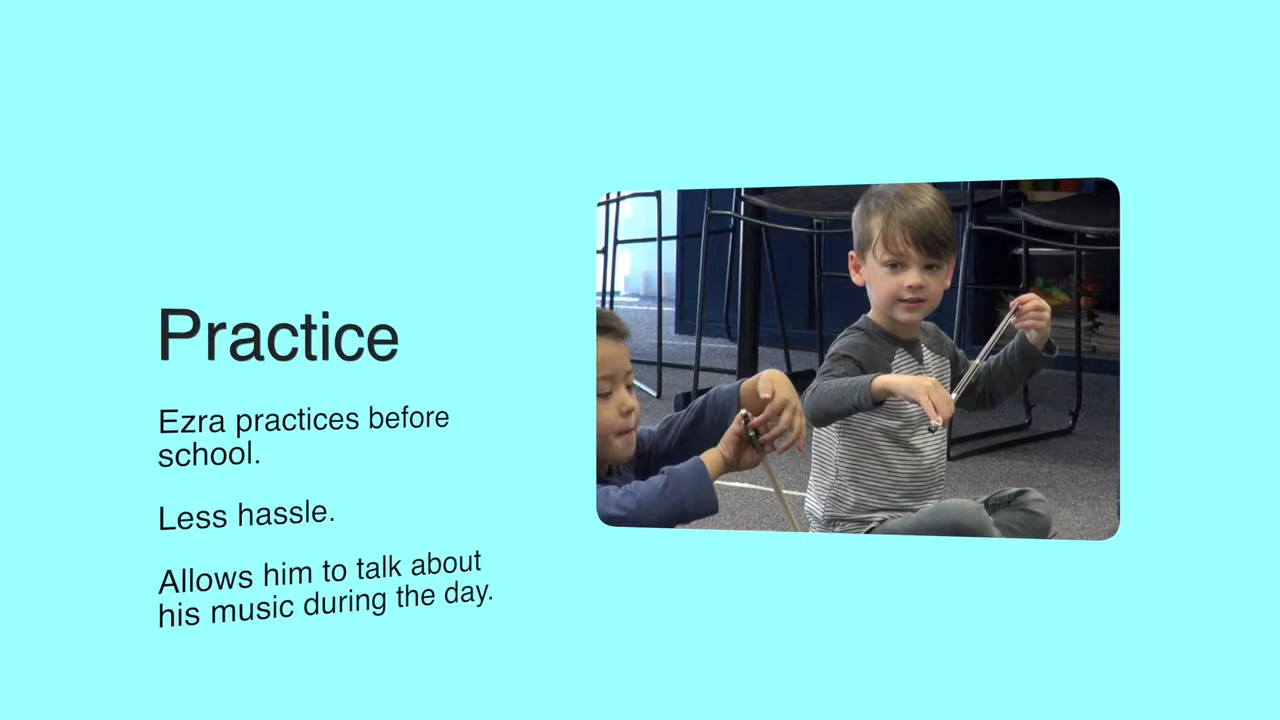 Practice
Ezra practices before
school.
Less hassle.
Allows him to talk about
his music during the day.